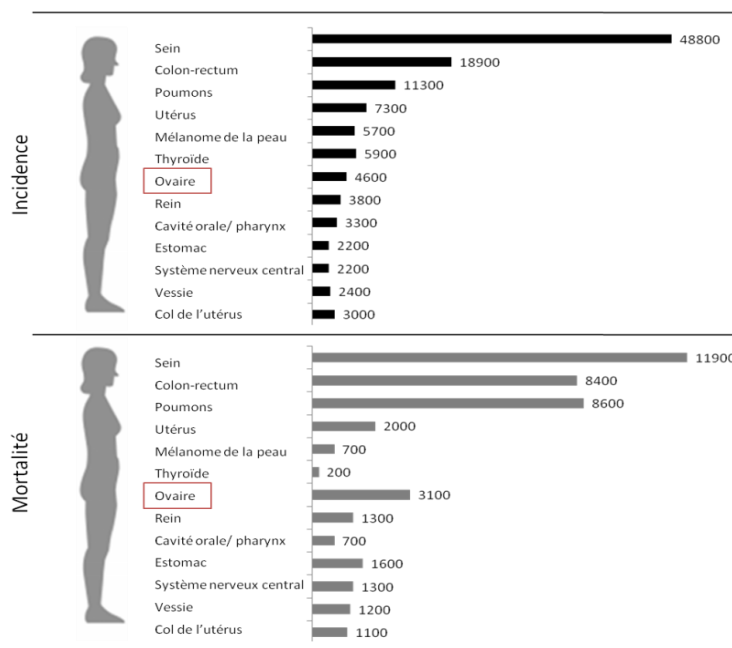 Incidence
Sein 48800
Colon-rectum 18900
Poumons 11300
Utérus 7300
Mélanome de la peau 5700
Thyroïde 5900
Ovaire 4600
Rein 3800
Cavité orale/ pharynx 3300
Estomac 2200
Système nerveux central 2200
Vessie 2400
Col de l'utérus 3000
Mortalité
Sein 11900
Colon-rectum 8400
Poumons 8600
Utérus 2000
Mélanome de la peau 700
Thyroïde 200
Ovaire 3100
Rein 1300
Cavité orale/ pharynx 700
Estomac 1600
Système nerveux central 1300
Vessie 1200
Col de l'utérus 1100